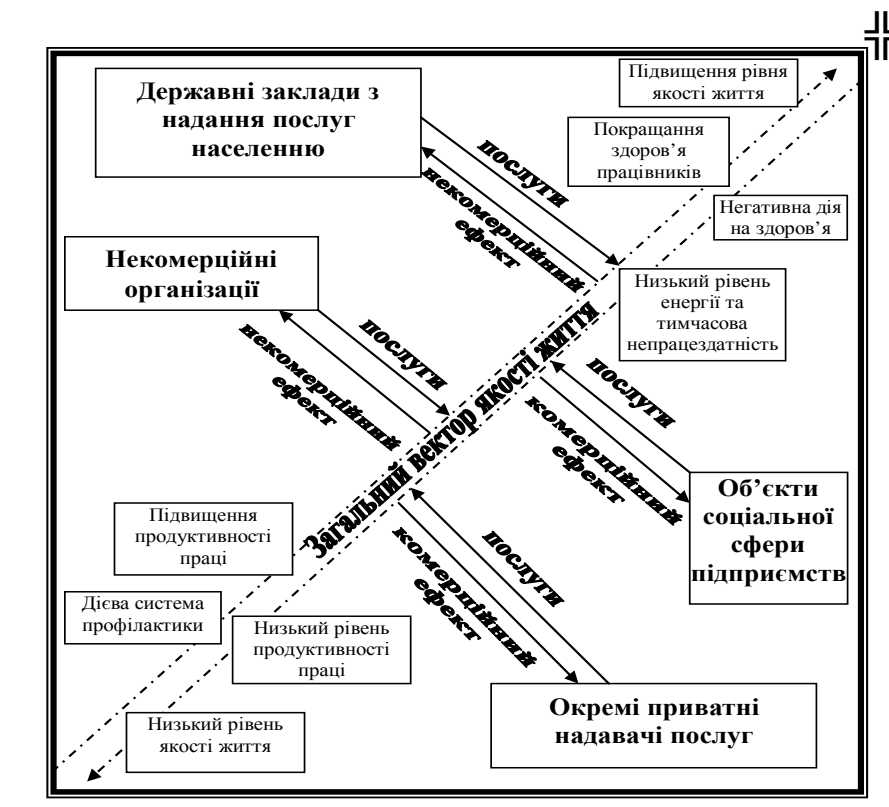 Державні заклади з
надання послуг
населенню
Підвищення рівня
якості життя
Покращання
здоров’я
працівників
послуги
некомерційний
ефект
Негативна дія
на здоров’я
Некомерційні
організації
Низький рівень
енергії та
тимчасова
непрацездатність
послуги
некомерційний
ефект
Загальний вектор якості життя
послуги
комерційний
ефект
Об’єкти
соціальної
сфери
підприємств
Підвищення
продуктивності
праці
послуги
комерційний
ефект
Дієва система
профілактики
Низький рівень
продуктивності
праці
Низький рівень
якості життя
Окремі приватні
надавачі послуг